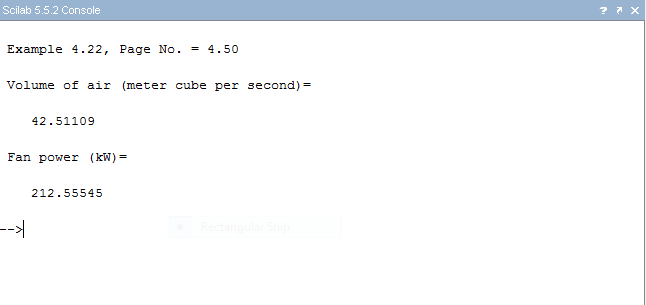 Scilab 5.5.2 Console
Example 4.22, Page No. = 4.50
Volume of air (meter cube per second)=
42.51109
Fan power (kW)=
212.55545
-->
Rectangular Snip